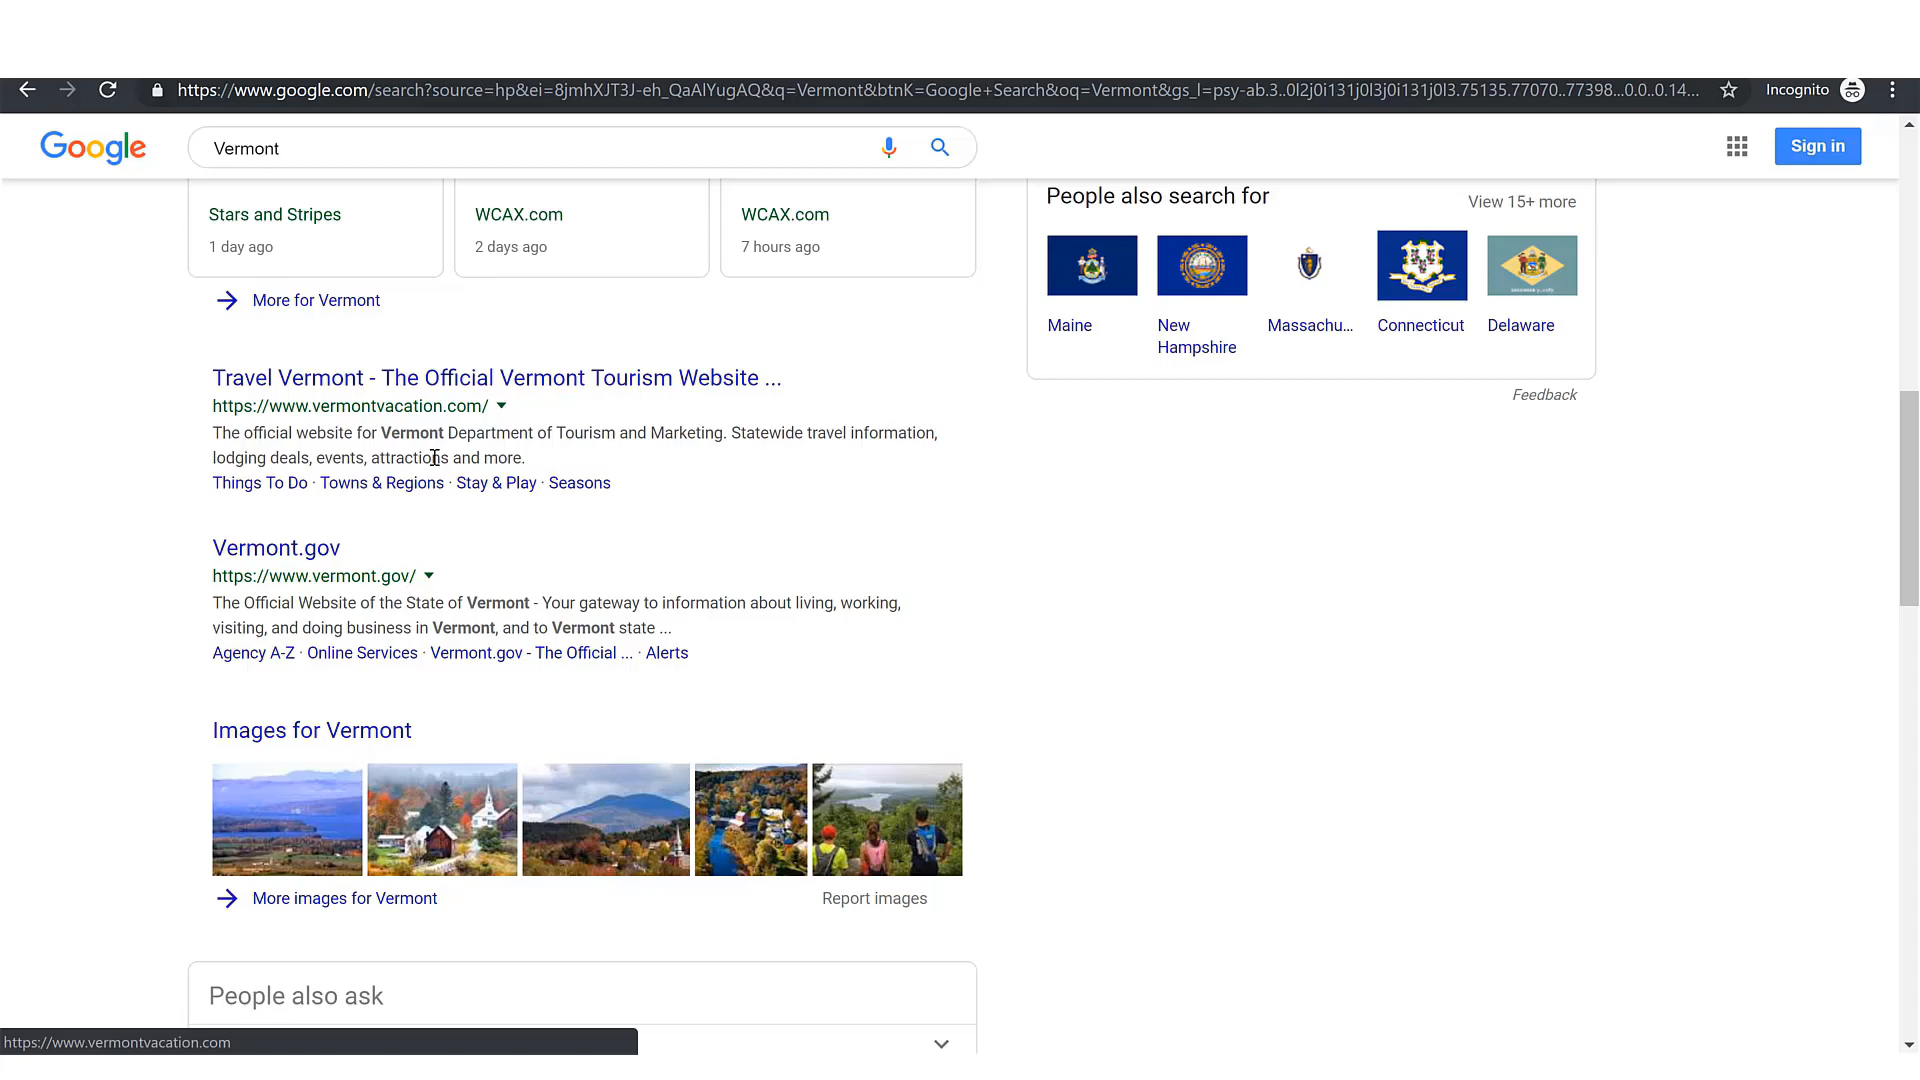 https://www.google.com/search?source=hp&ei=8jmhXJT3J-eh_QaAlYugAQ&q=Vermont&btnK=Google+Search&oq=Vermont&gs_l=psy-ab.3..0l2j0i131j0l3j0i131j0l3.75135.77070..77398...0.0..0.14...
Incognito
Google
Vermont
Sign in
Stars and Stripes
1 day ago
WCAX.com
2 days ago
WCAX.com
7 hours ago
More for Vermont
Travel Vermont - The Official Vermont Tourism Website ...
https://www.vermontvacation.com/
The official website for Vermont Department of Tourism and Marketing. Statewide travel information,
lodging deals, events, attractions and more.
Things To Do · Towns & Regions · Stay & Play · Seasons
Vermont.gov
https://www.vermont.gov/
The Official Website of the State of Vermont - Your gateway to information about living, working,
visiting, and doing business in Vermont, and to Vermont state ...
Agency A-Z · Online Services · Vermont.gov - The Official ... · Alerts
Images for Vermont
More images for Vermont
Report images
People also ask
People also search for
View 15+ more
Maine
New
Hampshire
Massachu...
Connecticut
Delaware
Feedback
https://www.vermontvacation.com